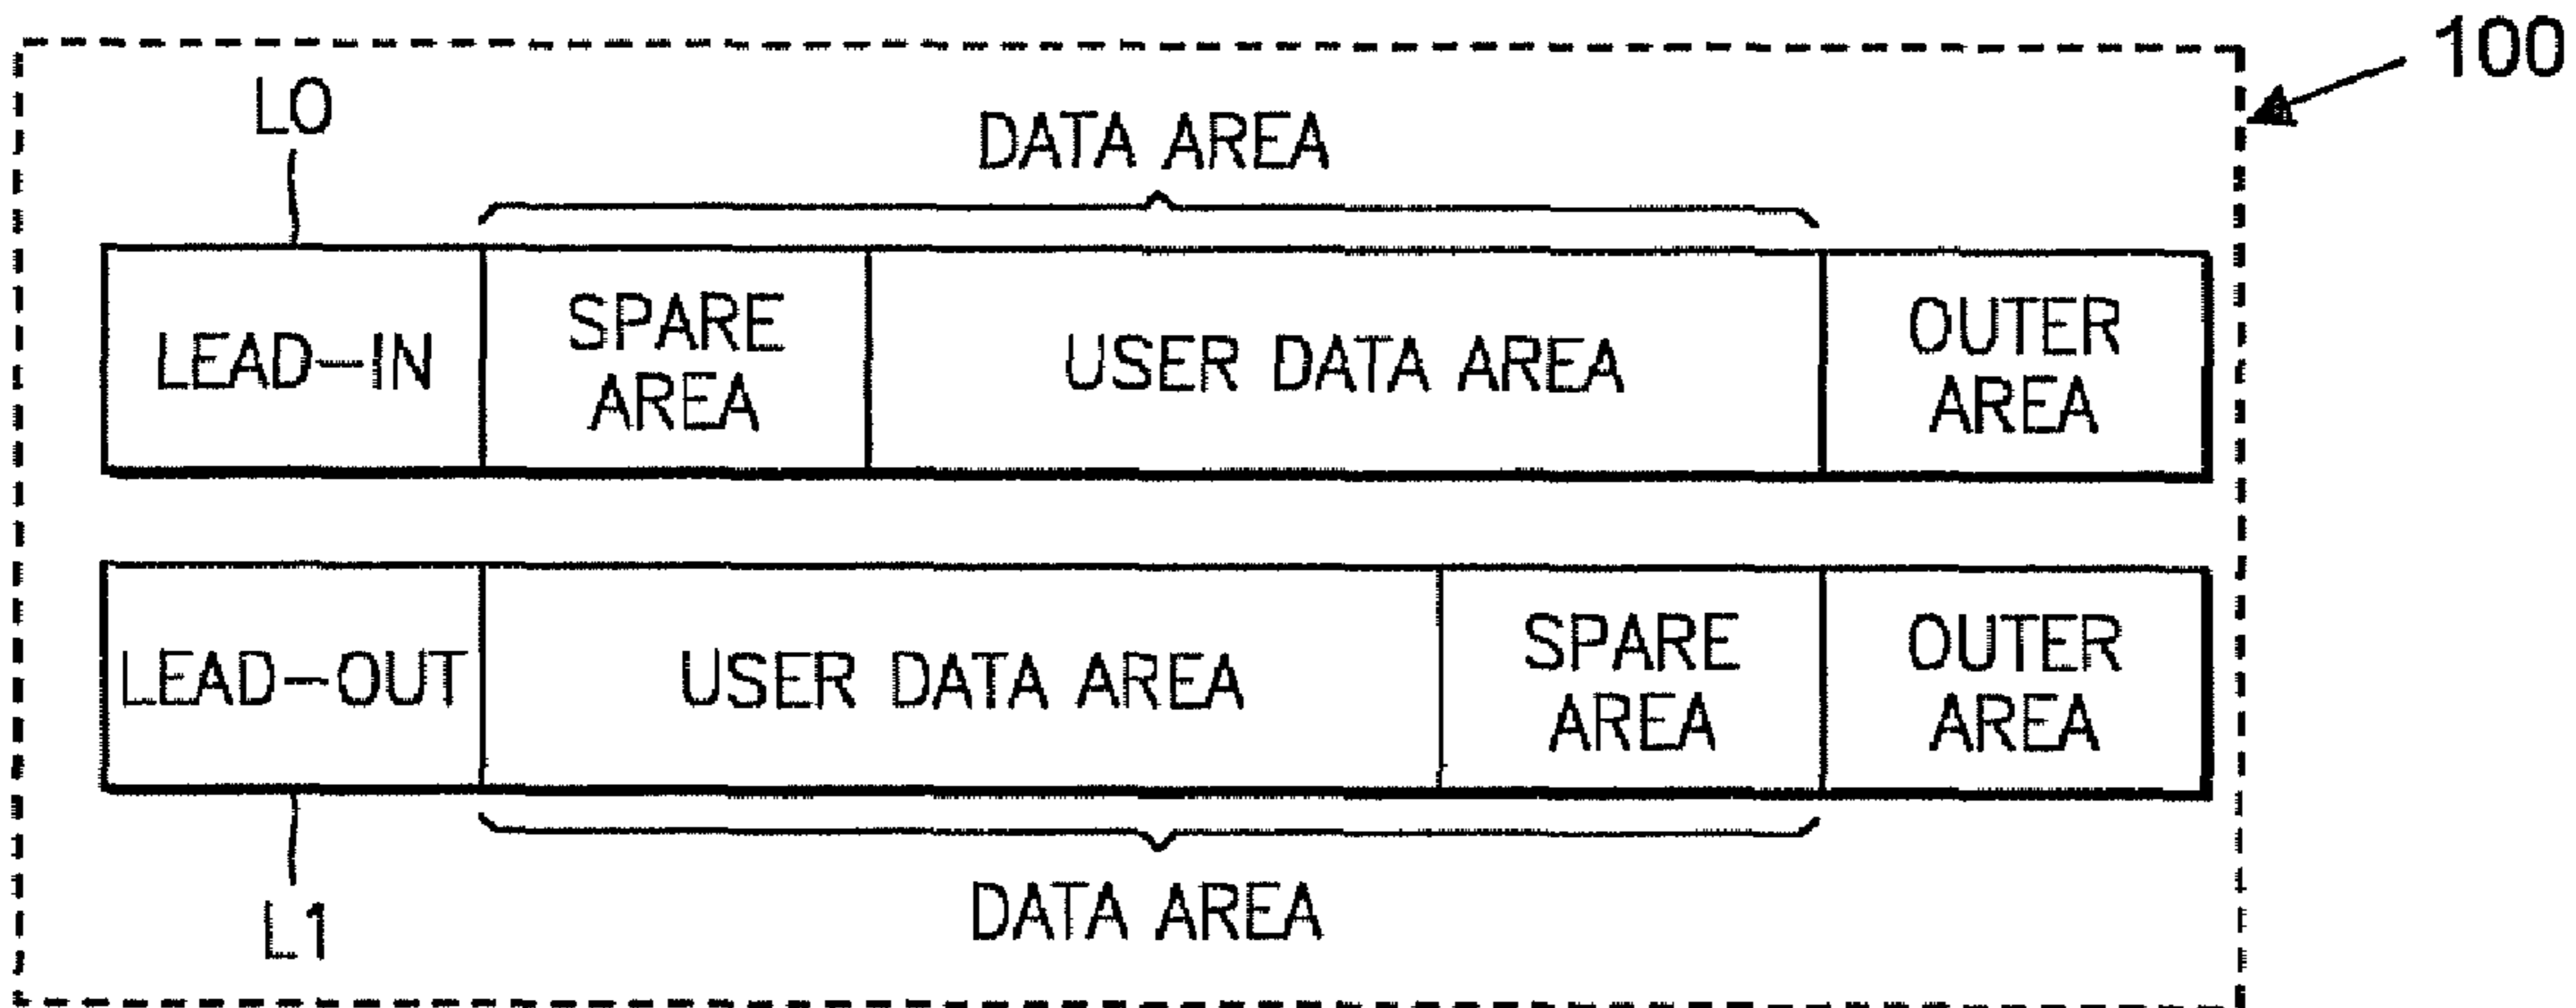 100
L0
DATA AREA
LEAD-IN
SPARE
AREA
USER DATA AREA
OUTER
AREA
LEAD-OUT
USER DATA AREA
SPARE
AREA
OUTER
AREA
DATA AREA
L1